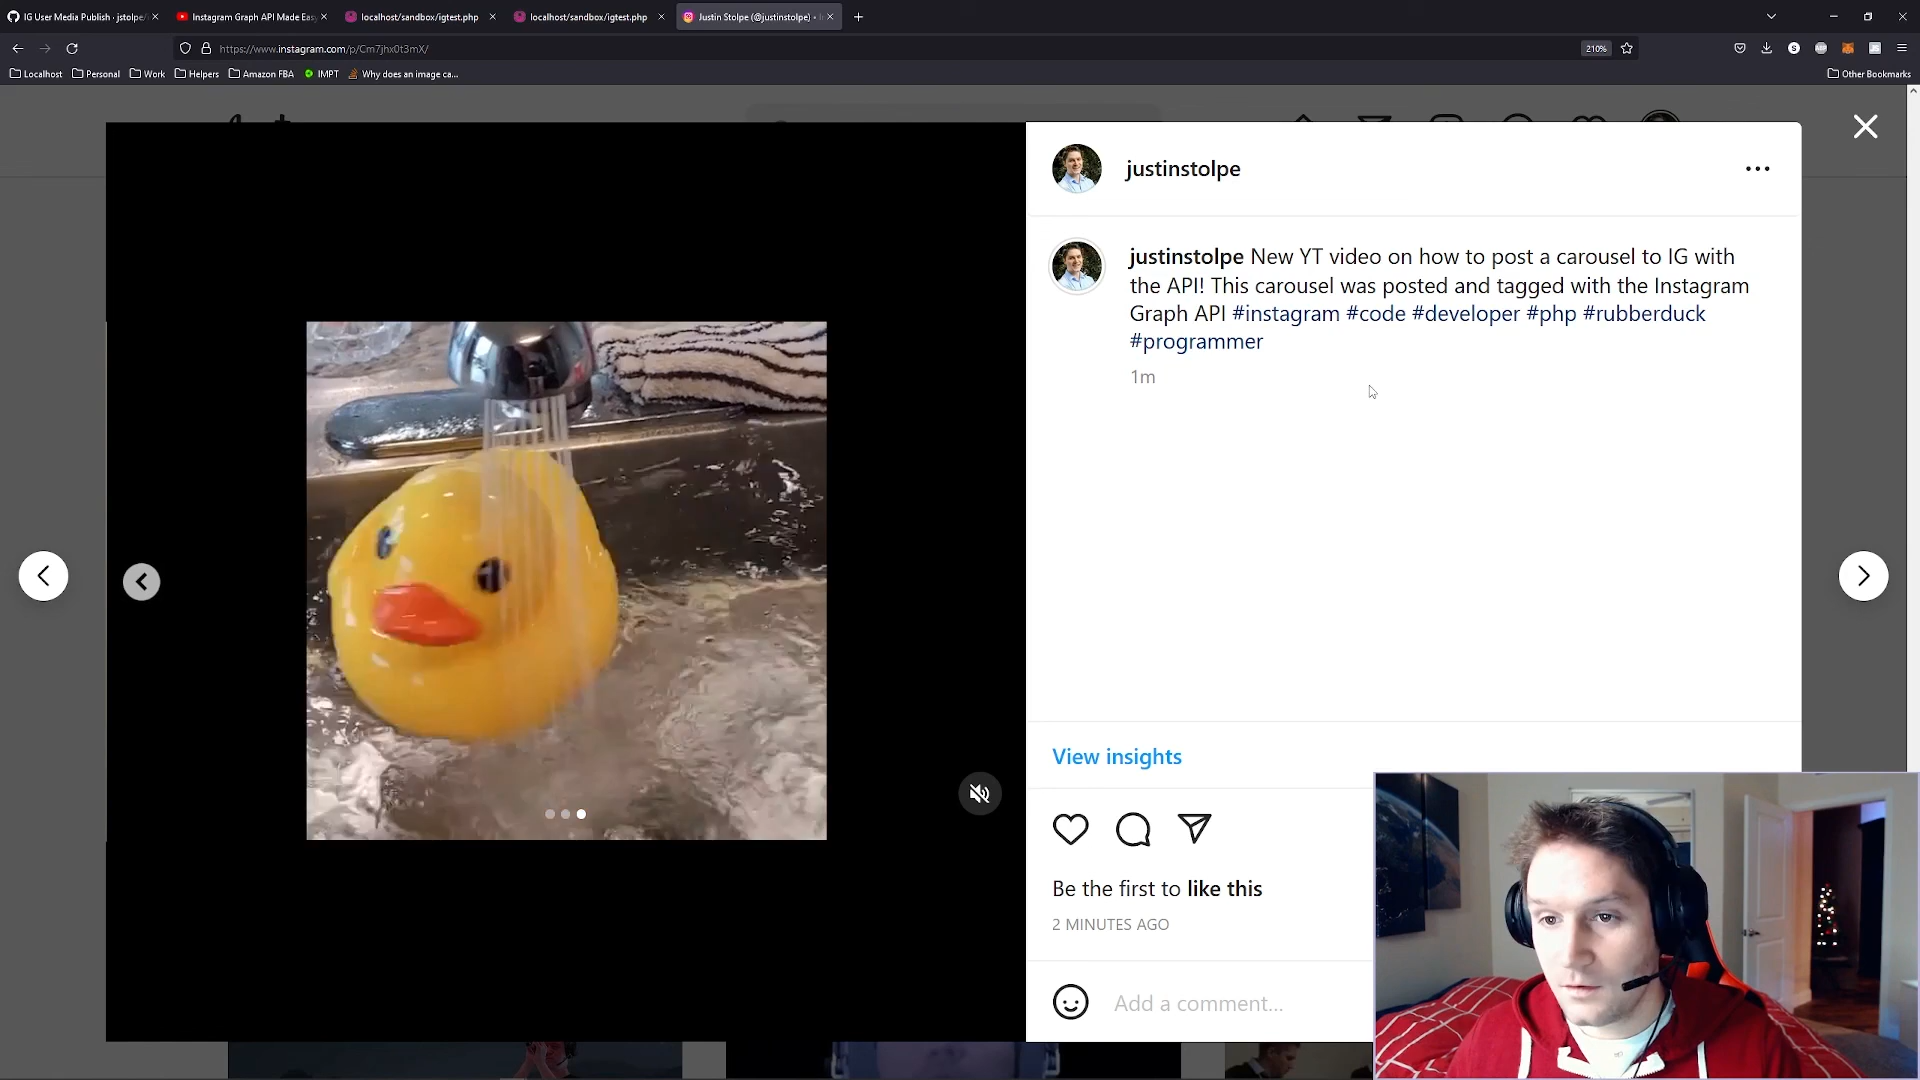 IG User Media Publish · jstolpe/
Instagram Graph API Made Eas
localhost/sandbox/igtest.php
localhost/sandbox/igtest.php
Justin Stolpe (@justinstolpe) •
https://www.instagram.com/p/Cm7jhx0t3mX/
210%
Localhost
Personal
Work
Helpers
Amazon FBA
IMPT
Why does an image ca...
Other Bookmarks
justinstolpe
justinstolpe New YT video on how to post a carousel to IG with
the API! This carousel was posted and tagged with the Instagram
Graph API #instagram #code #developer #php #rubberduck
#programmer
1m
View insights
Be the first to like this
2 MINUTES AGO
Add a comment...